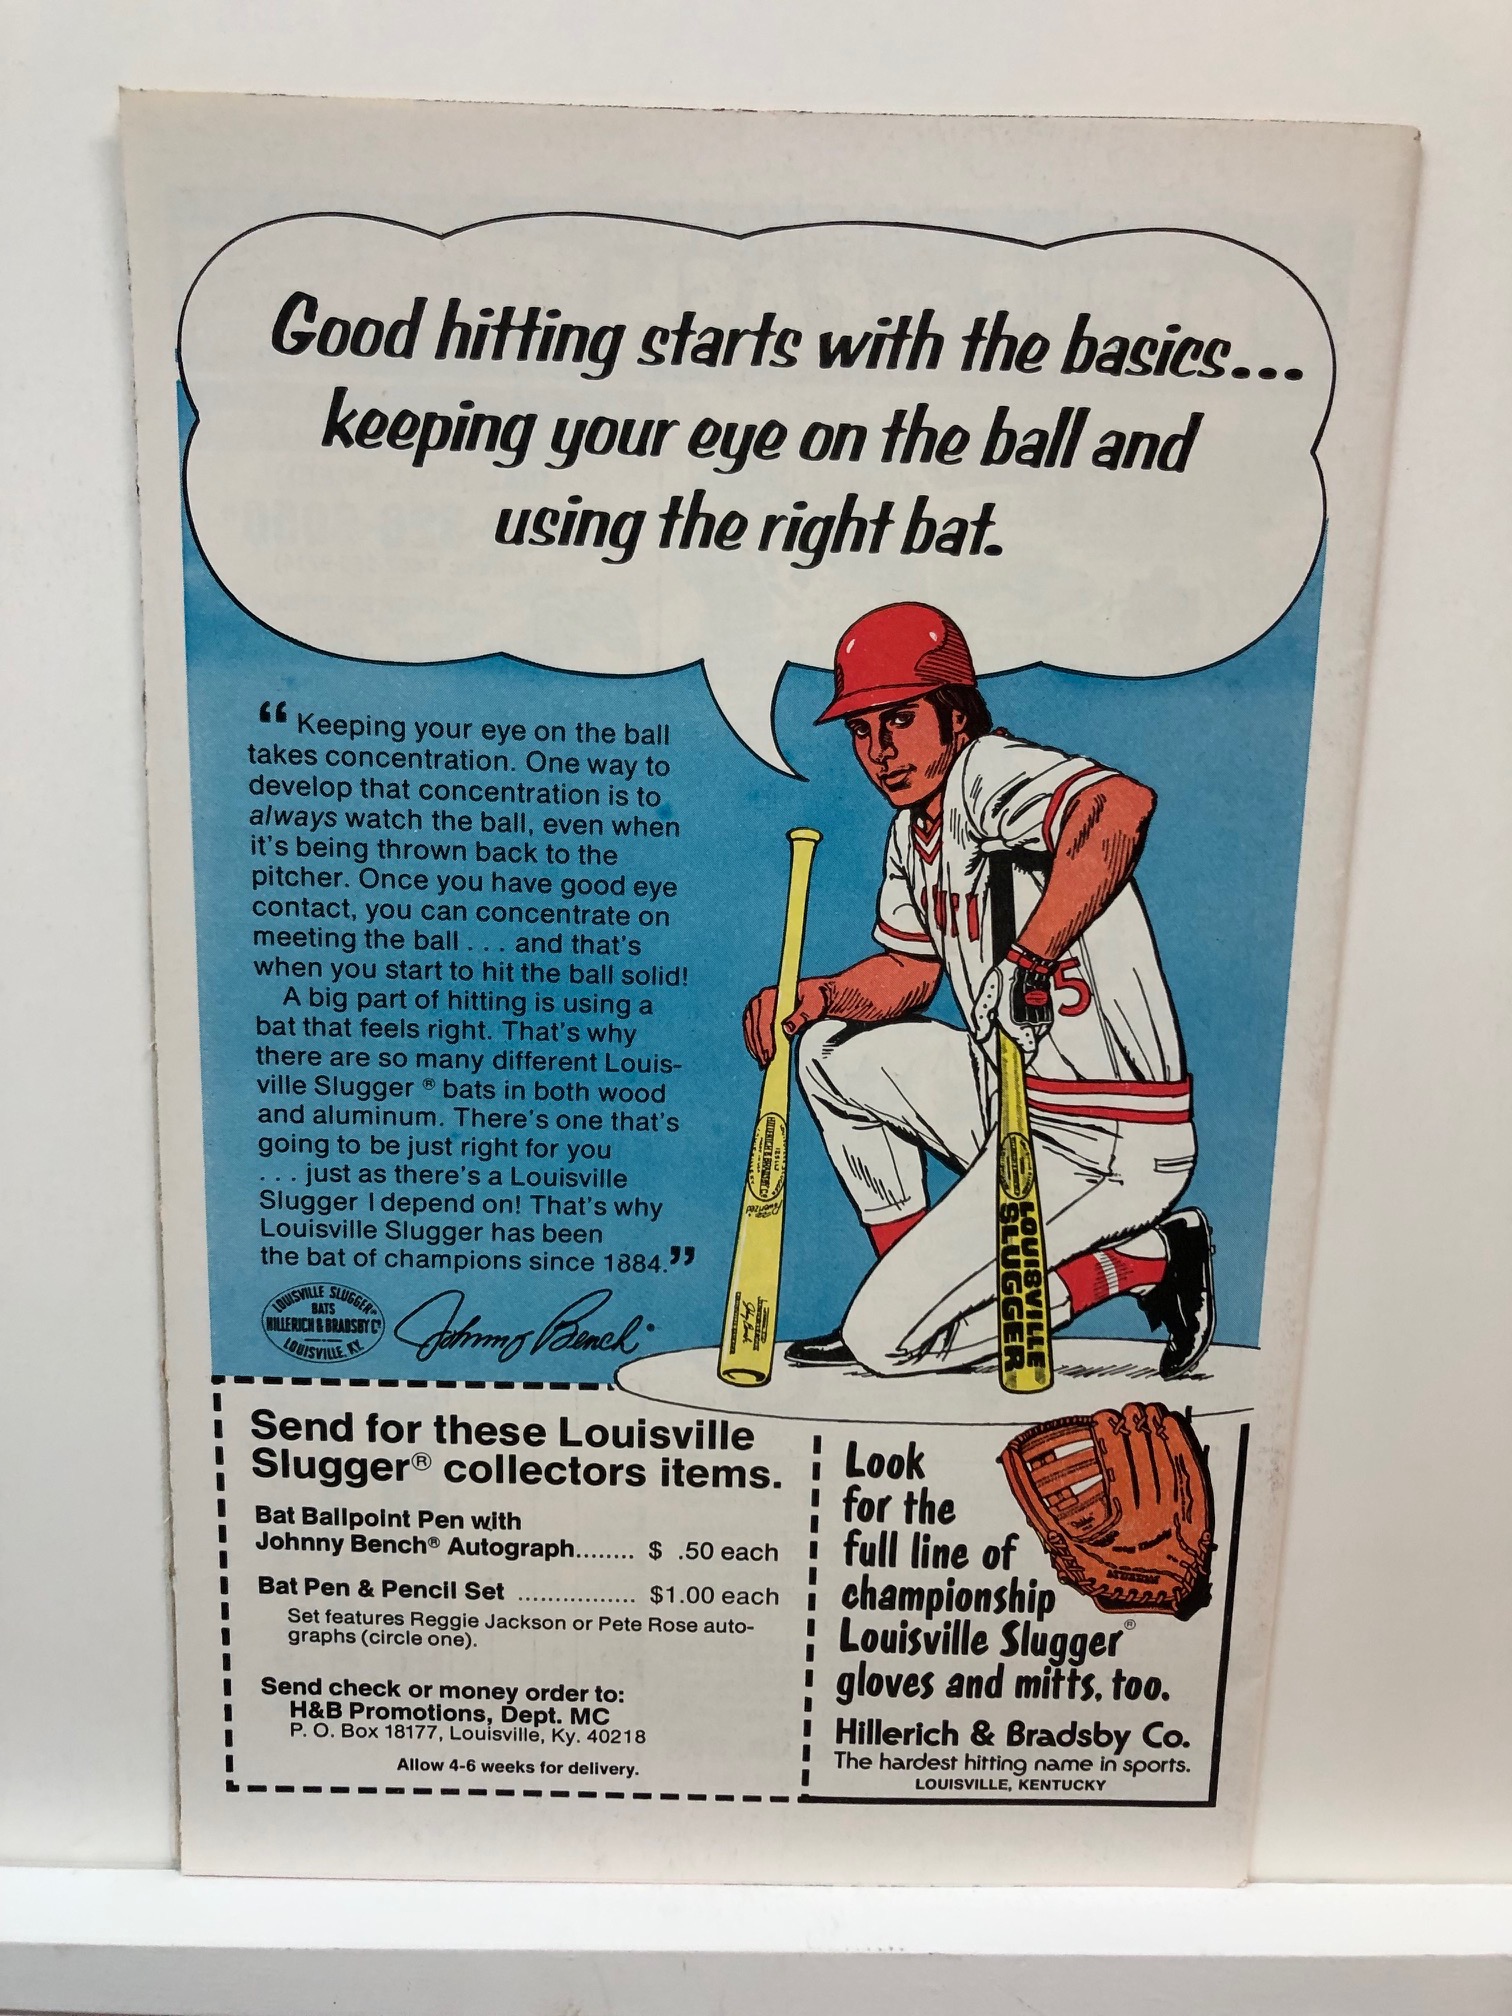 Good hitting starts with the basics...
keeping your eye on the ball and
using the right bat.
“ Keeping your eye on the ball
takes concentration. One way to
develop that concentration is to
always watch the ball, even when
it's being thrown back to the
pitcher. Once you have good eye
contact, you can concentrate on
meeting the ball . . . and that's
when you start to hit the ball solid!
A big part of hitting is using a
bat that feels right. That's why
there are so many different Louis-
ville Slugger ® bats in both wood
and aluminum. There's one that's
going to be just right for you
. . . just as there's a Louisville
Slugger I depend on! That's why
Louisville Slugger has been
the bat of champions since 1884.”
LOUISVILLE SLUGGER
BATS
HILLERICH & BRADSBY Co
LOUISVILLE, KY.
Johnny Bench
5
HILLERICH & BRADSBY Co
LOUISVILLE
SLUGGER
Send for these Louisville
Slugger® collectors items.
Bat Ballpoint Pen with
Johnny Bench® Autograph........ $ .50 each
Bat Pen & Pencil Set ................ $1.00 each
Set features Reggie Jackson or Pete Rose auto-
graphs (circle one).
Send check or money order to:
H&B Promotions, Dept. MC
P. O. Box 18177, Louisville, Ky. 40218
Allow 4-6 weeks for delivery.
Look
for the
full line of
championship
Louisville Slugger®
gloves and mitts, too.
Hillerich & Bradsby Co.
The hardest hitting name in sports.
LOUISVILLE, KENTUCKY